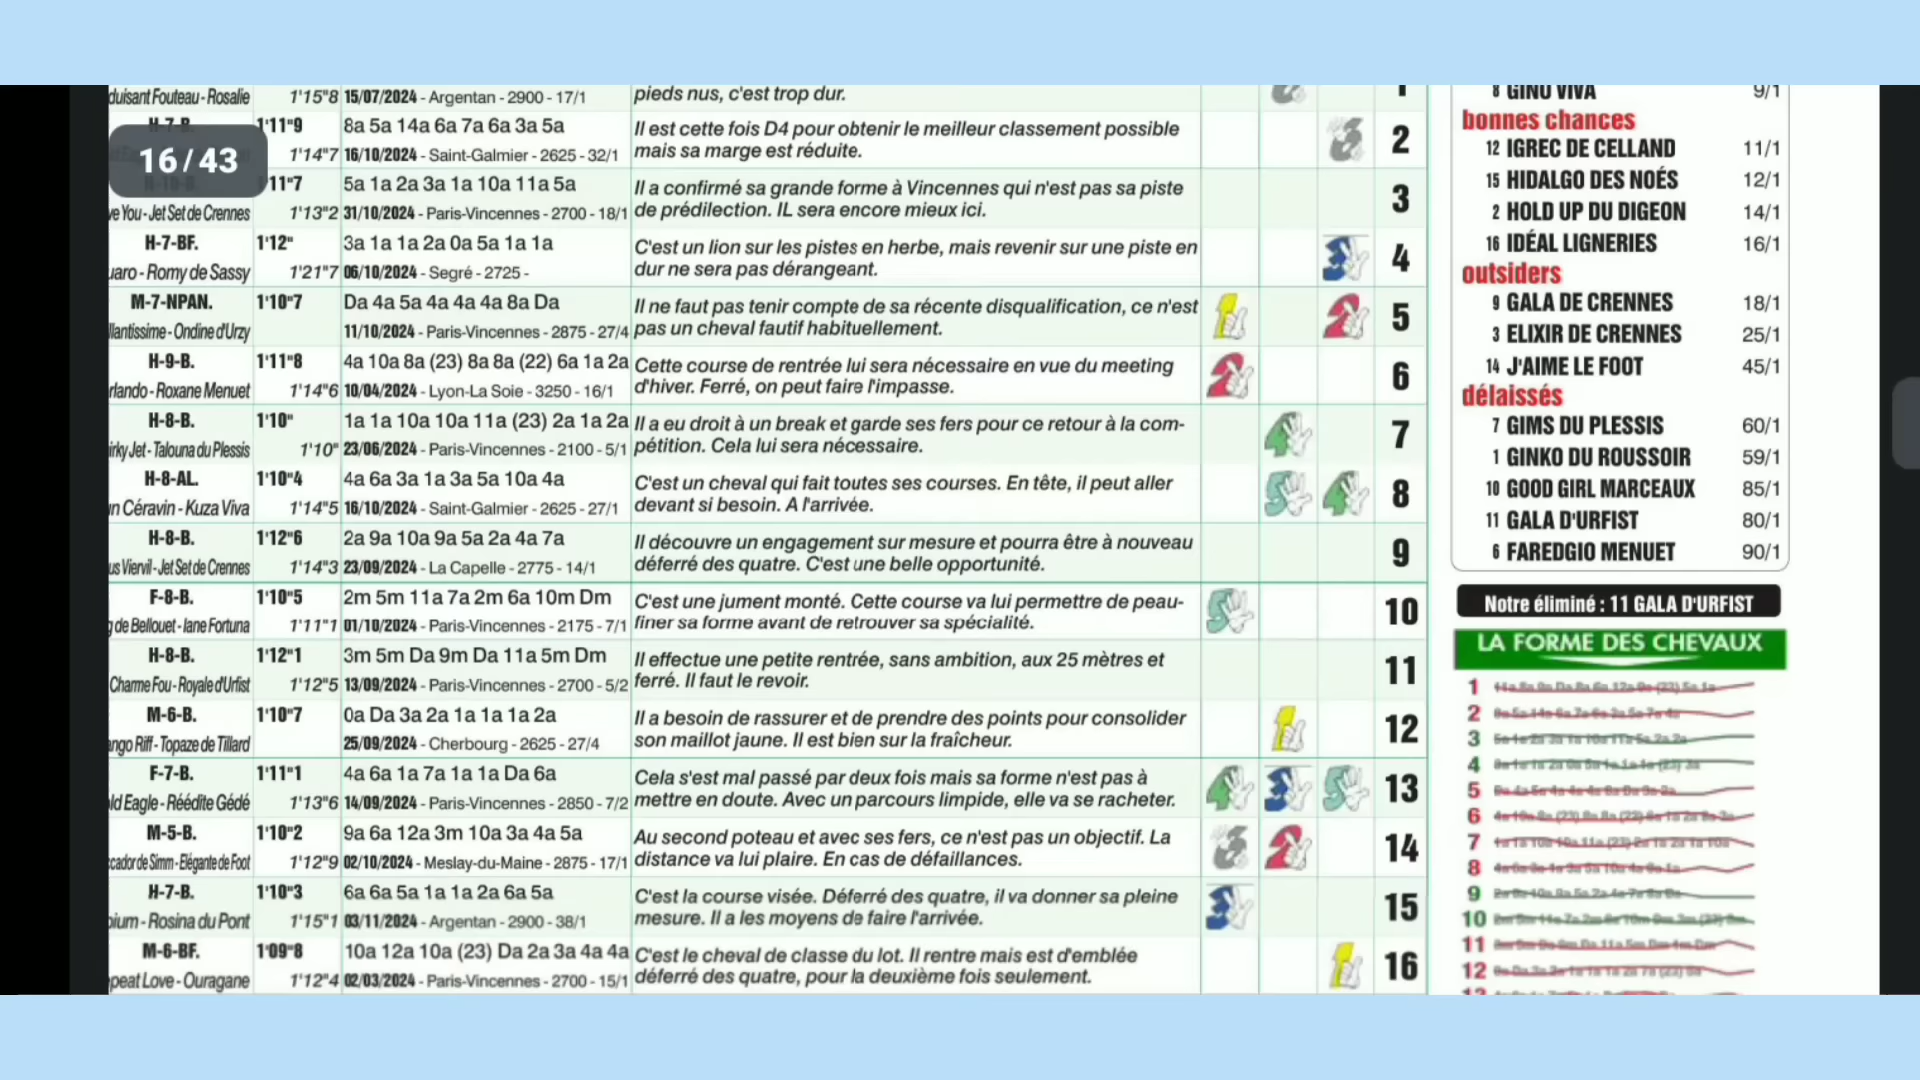 duisant Fouteau - Rosalie 1'15"8 15/07/2024 - Argentan - 2900 - 17/1 pieds nus, c'est trop dur.
16/43
H-7-B. 1'11"9 8a 5a 14a 6a 7a 6a 3a 5a Il est cette fois D4 pour obtenir le meilleur classement possible 2
1'14"7 16/10/2024 - Saint-Galmier - 2625 - 32/1 mais sa marge est réduite.
1'11"7 5a 1a 2a 3a 1a 10a 11a 5a Il a confirmé sa grande forme à Vincennes qui n'est pas sa piste 3
ve You - Jet Set de Crennes 1'13"2 31/10/2024 - Paris-Vincennes - 2700 - 18/1 de prédilection. IL sera encore mieux ici.
H-7-BF. 1'12" 3a 1a 1a 2a 0a 5a 1a 1a C'est un lion sur les pistes en herbe, mais revenir sur une piste en 3 4
uaro - Romy de Sassy 1'21"7 06/10/2024 - Segré - 2725 - dur ne sera pas dérangeant.
M-7-NPAN. 1'10"7 Da 4a 5a 4a 4a 4a 8a Da Il ne faut pas tenir compte de sa récente disqualification, ce n'est 1 2 5
llantissime - Ondine d'Urzy 11/10/2024 - Paris-Vincennes - 2875 - 27/4 pas un cheval fautif habituellement.
H-9-B. 1'11"8 4a 10a 8a (23) 8a 8a (22) 6a 1a 2a Cette course de rentrée lui sera nécessaire en vue du meeting 2 6
rlando - Roxane Menuet 1'14"6 10/04/2024 - Lyon-La Soie - 3250 - 16/1 d'hiver. Ferré, on peut faire l'impasse.
H-8-B. 1'10" 1a 1a 10a 10a 11a (23) 2a 1a 2a Il a eu droit à un break et garde ses fers pour ce retour à la com- 4 7
irky Jet - Talouna du Plessis 1'10" 23/06/2024 - Paris-Vincennes - 2100 - 5/1 pétition. Cela lui sera nécessaire.
H-8-AL. 1'10"4 4a 6a 3a 1a 3a 5a 10a 4a C'est un cheval qui fait toutes ses courses. En tête, il peut aller 5 4 8
n Céravin - Kuza Viva 1'14"5 16/10/2024 - Saint-Galmier - 2625 - 27/1 devant si besoin. A l'arrivée.
H-8-B. 1'12"6 2a 9a 10a 9a 5a 2a 4a 7a Il découvre un engagement sur mesure et pourra être à nouveau 9
us Viervil - Jet Set de Crennes 1'14"3 23/09/2024 - La Capelle - 2775 - 14/1 déferré des quatre. C'est une belle opportunité.
F-8-B. 1'10"5 2m 5m 11a 7a 2m 6a 10m Dm C'est une jument monté. Cette course va lui permettre de peau- 5 10
g de Bellouet - Iane Fortuna 1'11"1 01/10/2024 - Paris-Vincennes - 2175 - 7/1 finer sa forme avant de retrouver sa spécialité.
H-8-B. 1'12"1 3m 5m Da 9m Da 11a 5m Dm Il effectue une petite rentrée, sans ambition, aux 25 mètres et 11
Charme Fou - Royale d'Urfist 1'12"5 13/09/2024 - Paris-Vincennes - 2700 - 5/2 ferré. Il faut le revoir.
M-6-B. 1'10"7 0a Da 3a 2a 1a 1a 1a 2a Il a besoin de rassurer et de prendre des points pour consolider 1 12
ngo Riff - Topaze de Tillard 25/09/2024 - Cherbourg - 2625 - 27/4 son maillot jaune. Il est bien sur la fraîcheur.
F-7-B. 1'11"1 4a 6a 1a 7a 1a 1a Da 6a Cela s'est mal passé par deux fois mais sa forme n'est pas à 4 3 5 13
ld Eagle - Réédite Gédé 1'13"6 14/09/2024 - Paris-Vincennes - 2850 - 7/2 mettre en doute. Avec un parcours limpide, elle va se racheter.
M-5-B. 1'10"2 9a 6a 12a 3m 10a 3a 4a 5a Au second poteau et avec ses fers, ce n'est pas un objectif. La 6 2 14
cador de Simm - Elégante de Foot 1'12"9 02/10/2024 - Meslay-du-Maine - 2875 - 17/1 distance va lui plaire. En cas de défaillances.
H-7-B. 1'10"3 6a 6a 5a 1a 1a 2a 6a 5a C'est la course visée. Déferré des quatre, il va donner sa pleine 3 15
bium - Rosina du Pont 1'15"1 03/11/2024 - Argentan - 2900 - 38/1 mesure. Il a les moyens de faire l'arrivée.
M-6-BF. 1'09"8 10a 12a 10a (23) Da 2a 3a 4a 4a C'est le cheval de classe du lot. Il rentre mais est d'emblée 1 16
peat Love - Ouragane 1'12"4 02/03/2024 - Paris-Vincennes - 2700 - 15/1 déferré des quatre, pour la deuxième fois seulement.
8 GINO VIVA 9/1
bonnes chances
12 IGREC DE CELLAND 11/1
15 HIDALGO DES NOÉS 12/1
2 HOLD UP DU DIGEON 14/1
16 IDÉAL LIGNERIES 16/1
outsiders
9 GALA DE CRENNES 18/1
3 ELIXIR DE CRENNES 25/1
14 J'AIME LE FOOT 45/1
délaissés
7 GIMS DU PLESSIS 60/1
1 GINKO DU ROUSSOIR 59/1
10 GOOD GIRL MARCEAUX 85/1
11 GALA D'URFIST 80/1
6 FAREDGIO MENUET 90/1
Notre éliminé : 11 GALA D'URFIST
LA FORME DES CHEVAUX
1
2
3
4
5
6
7
8
9
10
11
12